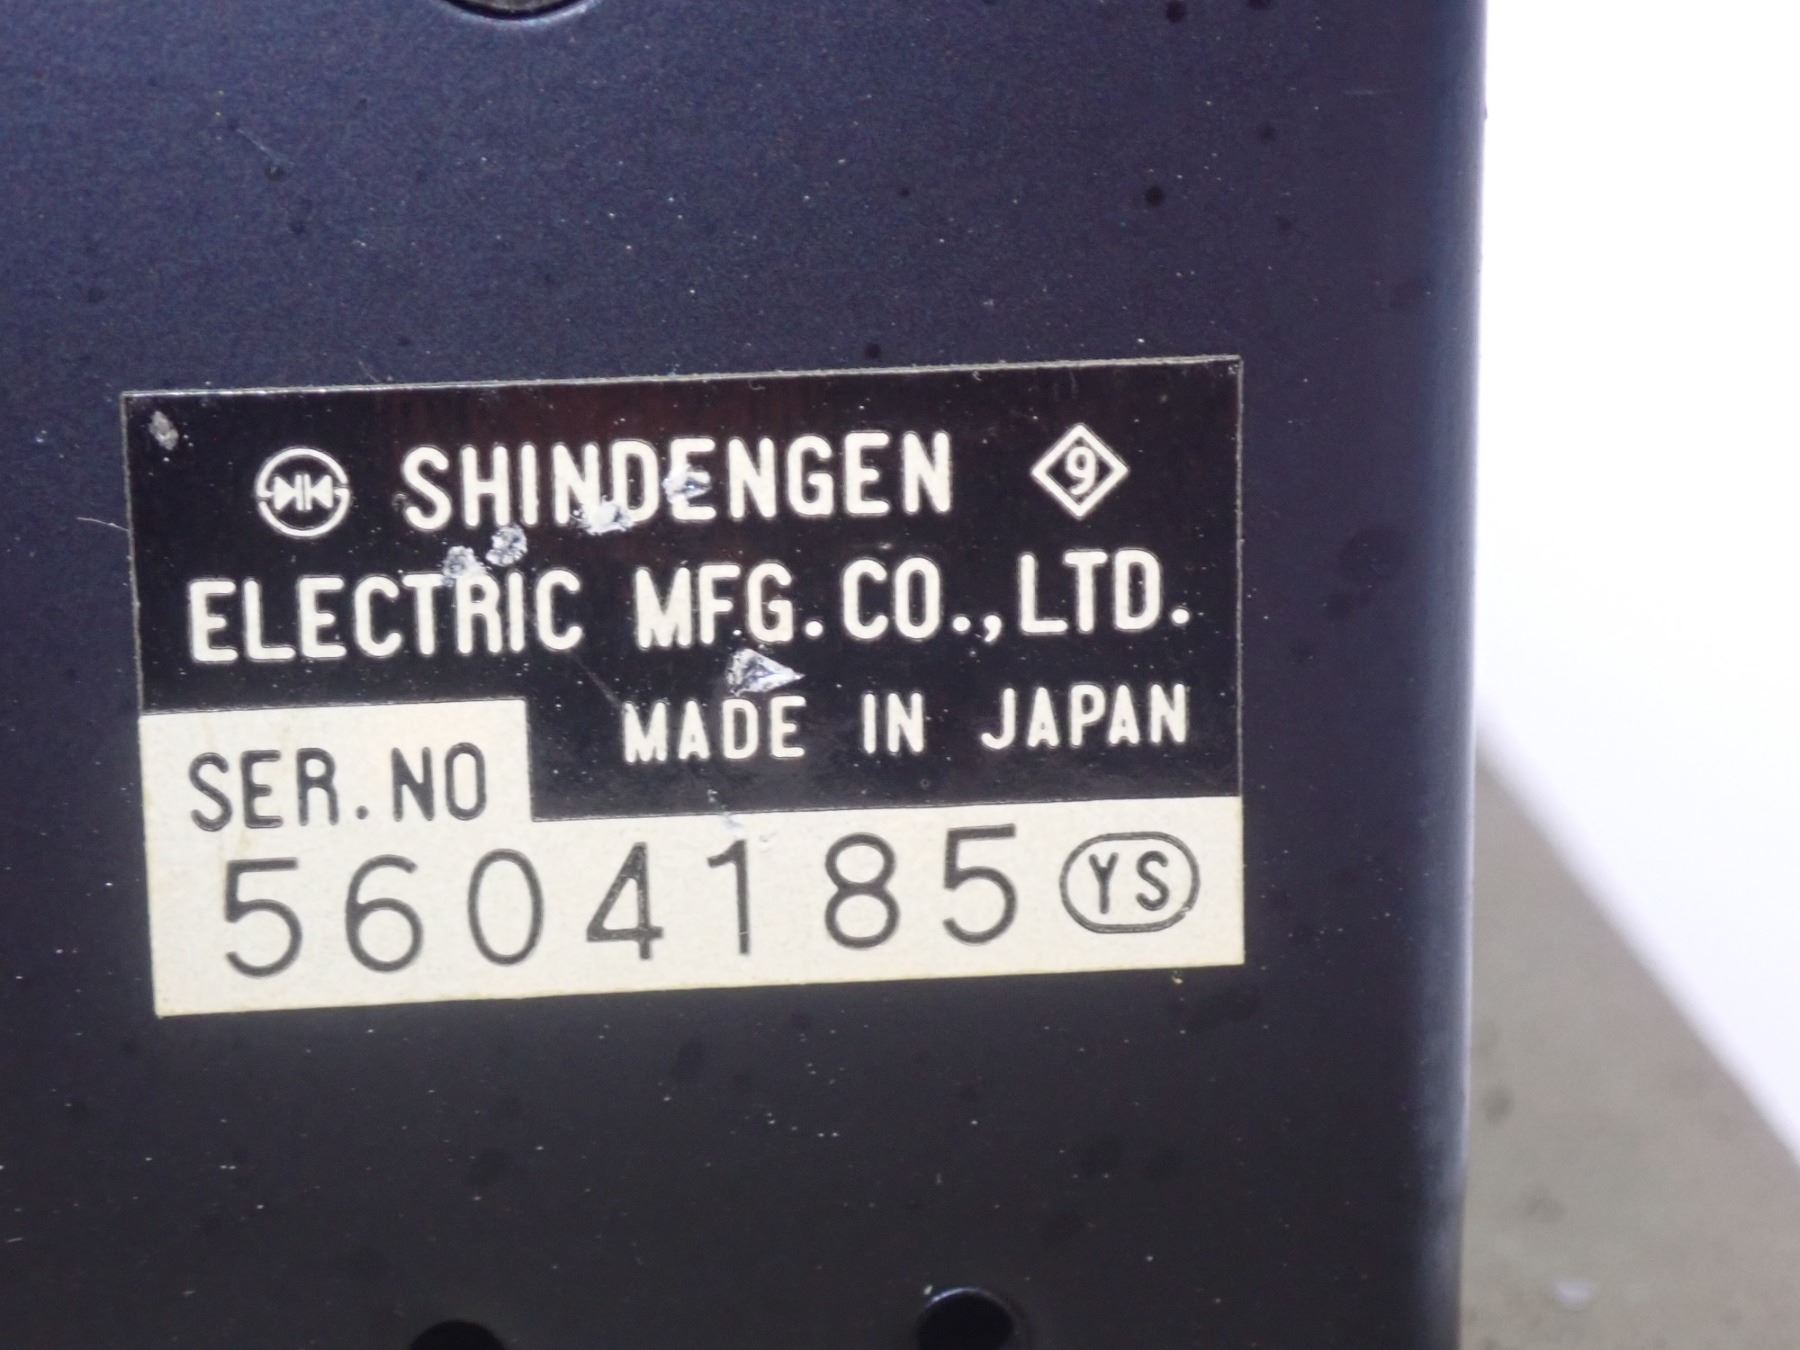 SHINDENGEN 9
ELECTRIC MFG. CO., LTD.
MADE IN JAPAN
SER. NO
5604185 YS